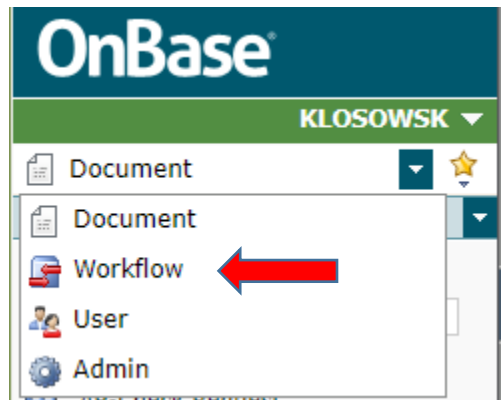 OnBase®
KLOSOWSK
Document
Document
Workflow
User
Admin